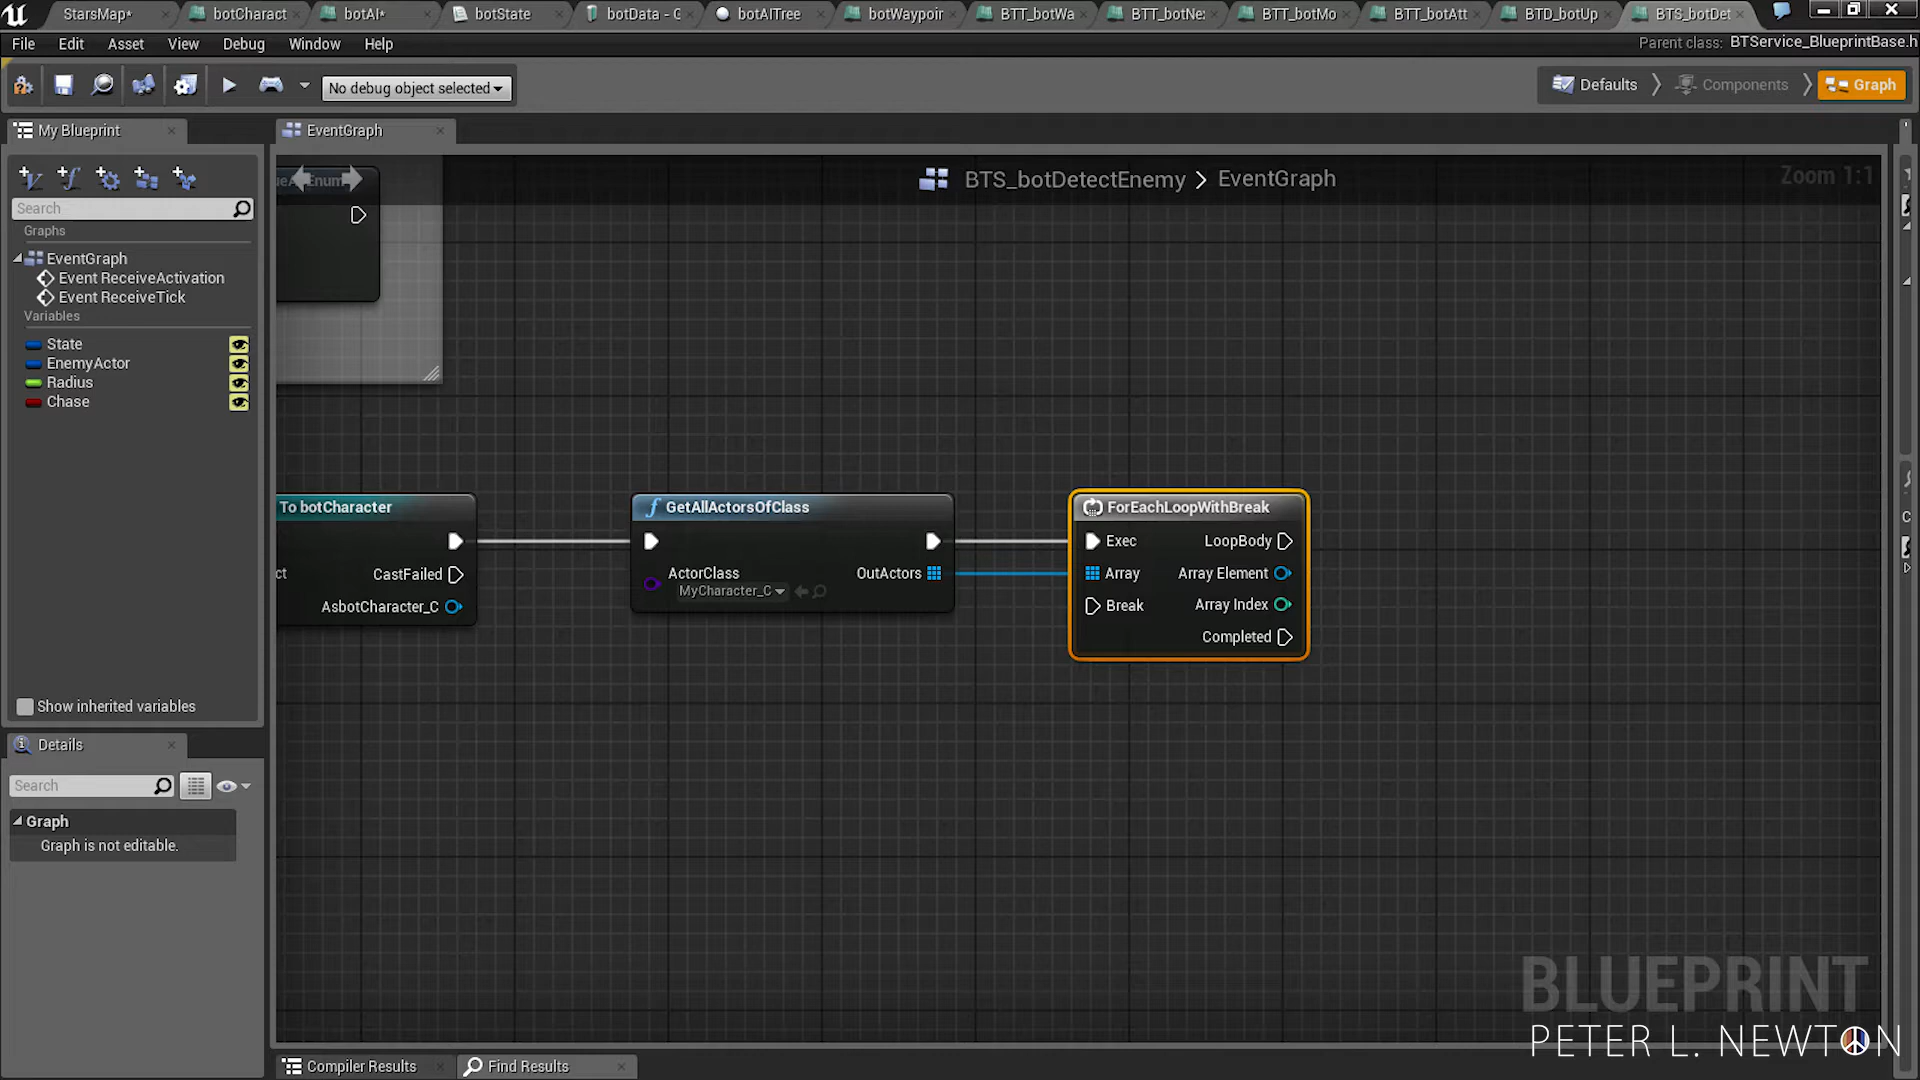 StarsMap*
botCharact
botAI*
botState
botData - C
botAITree
botWaypoir
BTT_botWa
BTT_botNe
BTT_botMo
BTT_botAtt
BTD_botUp
BTS_botDet
File Edit Asset View Debug Window Help
Parent class: BTService_BlueprintBase.h
No debug object selected
Defaults
Components
Graph
My Blueprint
EventGraph
Search
Graphs
EventGraph
Event ReceiveActivation
Event ReceiveTick
Variables
State
EnemyActor
Radius
Chase
Show inherited variables
Details
Search
Graph
Graph is not editable.
BTS_botDetectEnemy > EventGraph
Zoom 1:1
To botCharacter
ct
CastFailed
AsbotCharacter_C
GetAllActorsOfClass
ActorClass
MyCharacter_C
OutActors
ForEachLoopWithBreak
Exec LoopBody
Array Array Element
Break Array Index
Completed
BLUEPRINT
PETER L. NEWTON
Compiler Results
Find Results